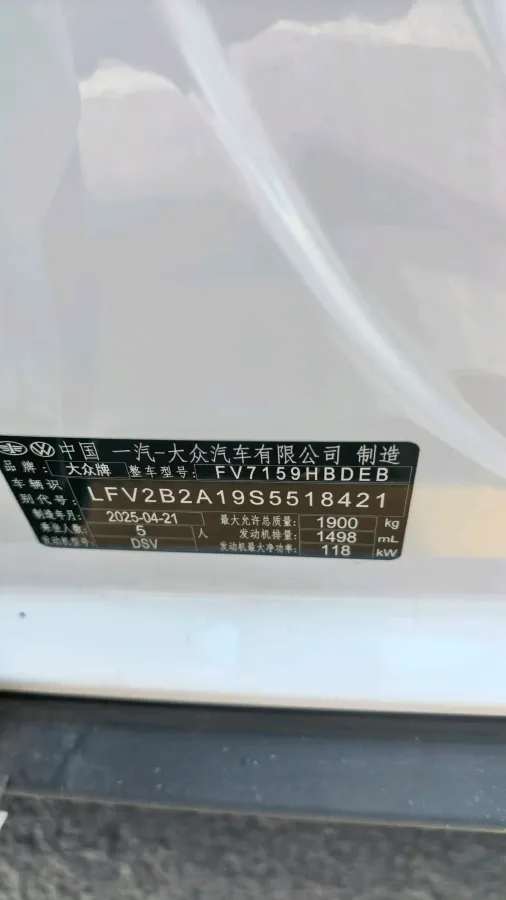 中国 一汽-大众汽车有限公司 制造
品牌: 大众牌 整车型号: FV7159HBDEB
车辆识别代号: LFV2B2A19S5518421
制造年月: 2025-04-21 最大允许总质量: 1900 kg
乘坐人数: 5 人 发动机排量: 1498 mL
发动机型号: DSV 发动机最大净功率: 118 kW